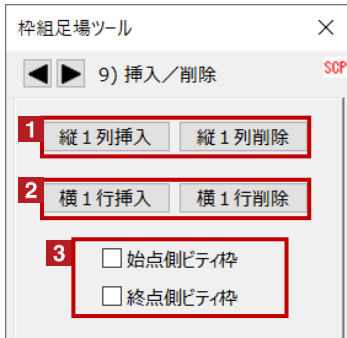 枠組足場ツール ×
9) 挿入／削除 SCP
1 縦１列挿入 縦１列削除
2 横１行挿入 横１行削除
3 始点側ﾋﾞﾃｨ枠
終点側ﾋﾞﾃｨ枠